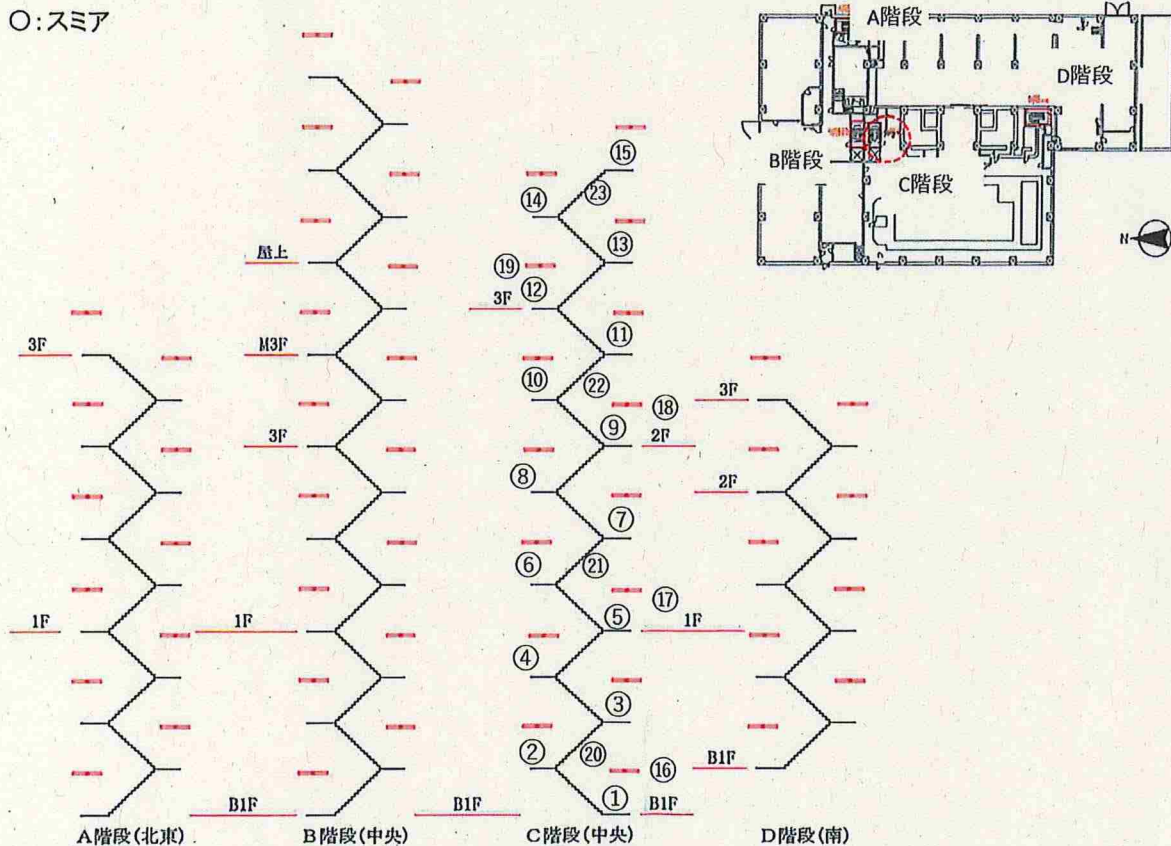 ○:スミア
A階段
D階段
B階段
C階段
N
⑮
⑭
㉓
⑬
屋上
⑲
⑫
3F
⑪
3F
M3F
⑩
㉒
3F
⑱
⑨
2F
3F
⑧
2F
⑦
⑥
㉑
⑰
1F
1F
⑤
1F
④
③
②
⑳
⑯
B1F
B1F
B1F
①
B1F
A階段(北東)
B階段(中央)
C階段(中央)
D階段(南)